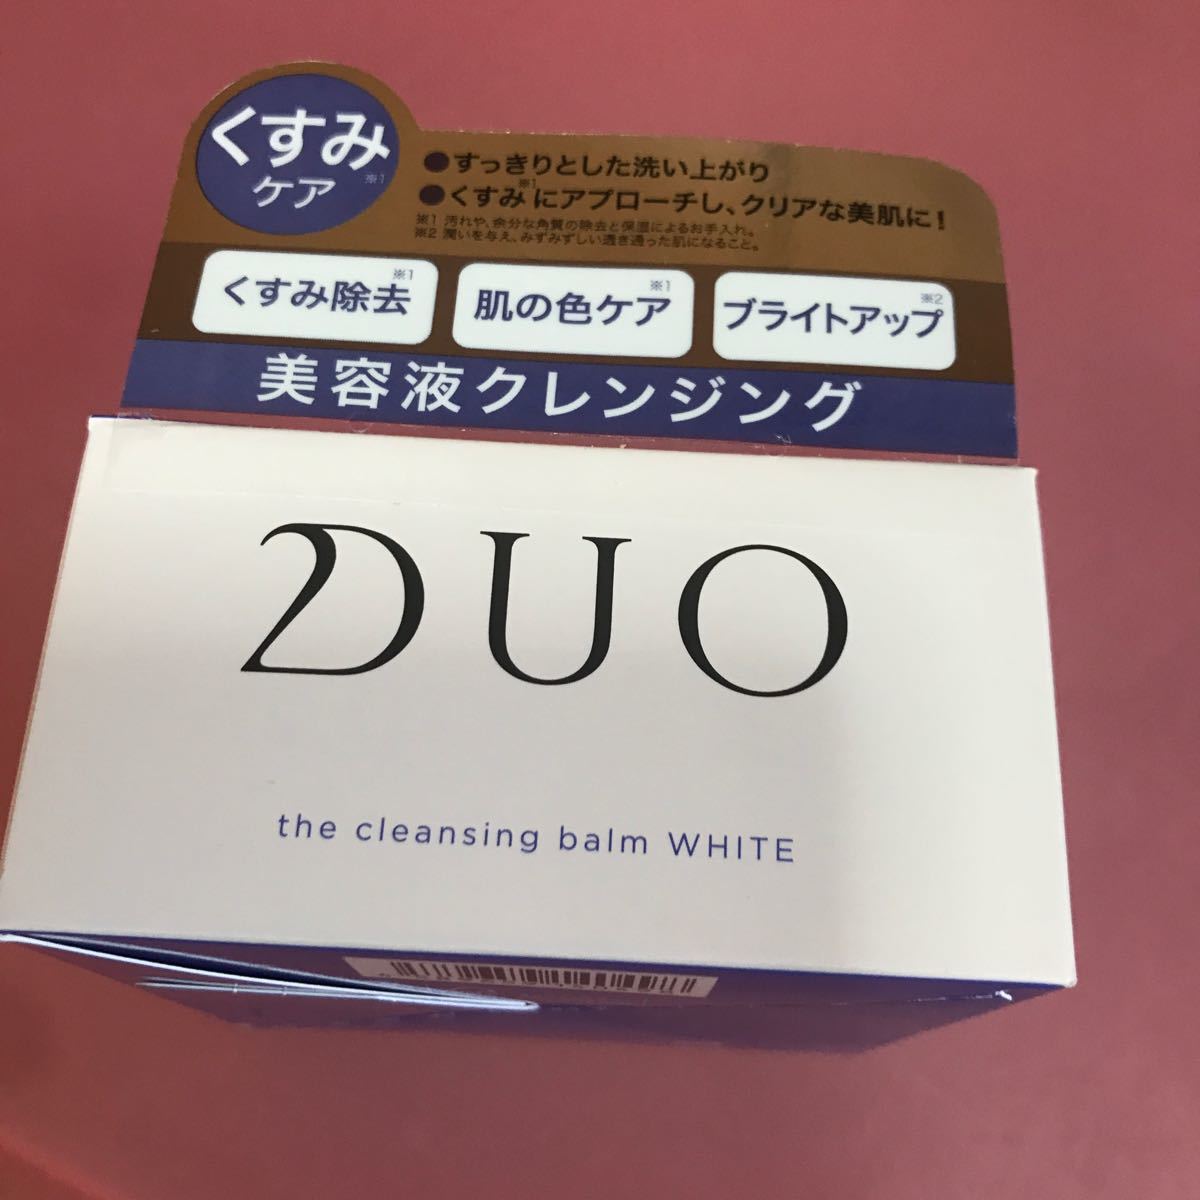 くすみ
ケア※1
●すっきりとした洗い上がり
●くすみ※1にアプローチし、クリアな美肌に!
※1 汚れや、余分な角質の除去と保湿によるお手入れ。
※2 潤いを与え、みずみずしい透き通った肌になること。
くすみ除去※1
肌の色ケア※1
ブライトアップ※2
美容液クレンジング
DUO
the cleansing balm WHITE